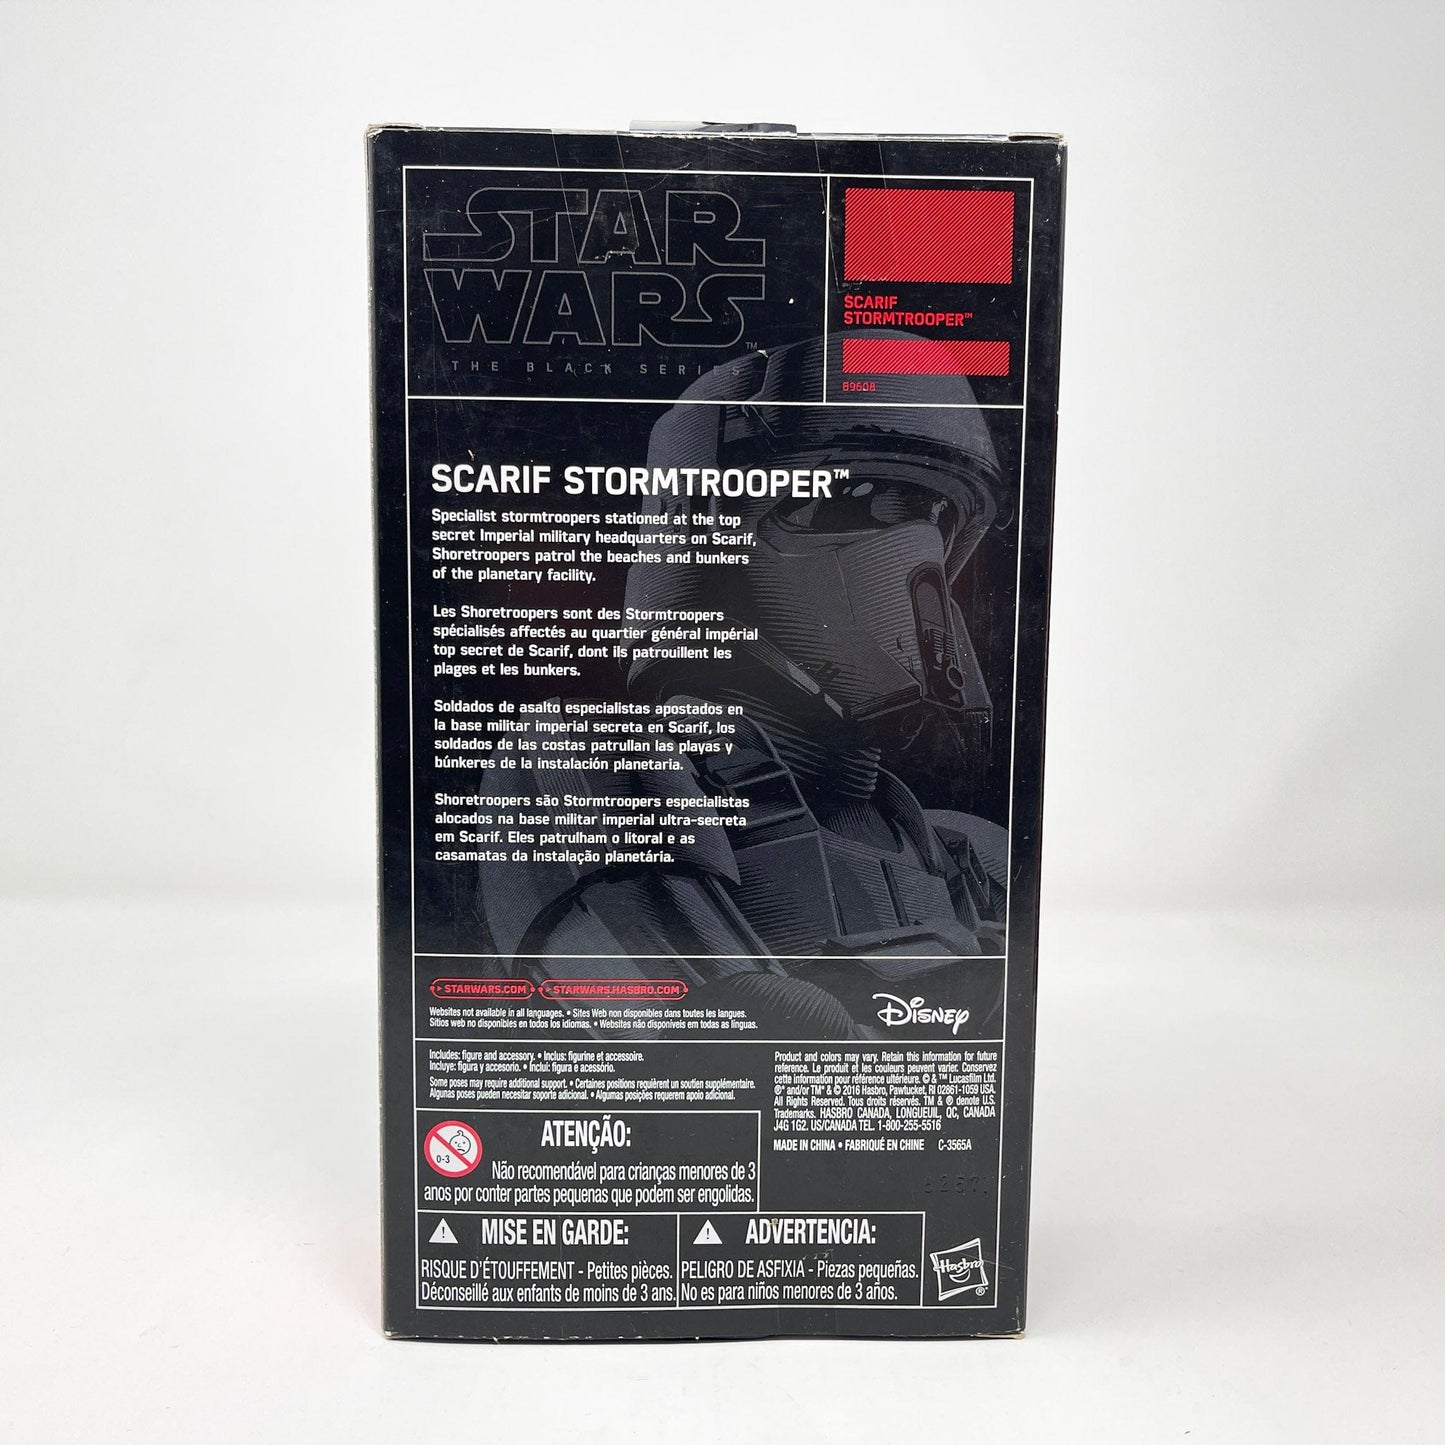 STAR
WARS™
THE BLACK SERIES
SCARIF
STORMTROOPER™
B9608
SCARIF STORMTROOPER™
Specialist stormtroopers stationed at the top
secret Imperial military headquarters on Scarif,
Shoretroopers patrol the beaches and bunkers
of the planetary facility.
Les Shoretroopers sont des Stormtroopers
spécialisés affectés au quartier général impérial
top secret de Scarif, dont ils patrouillent les
plages et les bunkers.
Soldados de asalto especialistas apostados en
la base militar imperial secreta en Scarif, los
soldados de las costas patrullan las playas y
búnkeres de la instalación planetaria.
Shoretroopers são Stormtroopers especialistas
alocados na base militar imperial ultra-secreta
em Scarif. Eles patrulham o litoral e as
casamatas da instalação planetária.
STARWARS.COM STARWARS.HASBRO.COM
Websites not available in all languages. • Sites Web non disponibles dans toutes les langues.
Sitios web no disponibles en todos los idiomas. • Websites não disponíveis em todas as línguas.
Disney
Includes: figure and accessory. • Inclus: figurine et accessoire.
Incluye: figura y accesorio. • Inclui: figura e acessório.
Some poses may require additional support. • Certaines positions requièrent un soutien supplémentaire.
Algunas poses pueden necesitar soporte adicional. • Algumas posições requerem apoio adicional.
Product and colors may vary. Retain this information for future
reference. Le produit et les couleurs peuvent varier. Conservez
cette information pour référence ultérieure. © & ™ Lucasfilm Ltd.
®* and/or TM* & © 2016 Hasbro, Pawtucket, RI 02861-1059 USA.
All Rights Reserved. Tous droits réservés. TM & ® denote U.S.
Trademarks. HASBRO CANADA, LONGUEUIL, QC, CANADA
J4G 1G2. US/CANADA TEL. 1-800-255-5516
MADE IN CHINA • FABRIQUÉ EN CHINE C-3565A
0-3
ATENÇÃO:
Não recomendável para crianças menores de 3
anos por conter partes pequenas que podem ser engolidas.
MISE EN GARDE:
RISQUE D'ÉTOUFFEMENT - Petites pièces.
Déconseillé aux enfants de moins de 3 ans.
ADVERTENCIA:
PELIGRO DE ASFIXIA - Piezas pequeñas.
No es para niños menores de 3 años.
Hasbro®